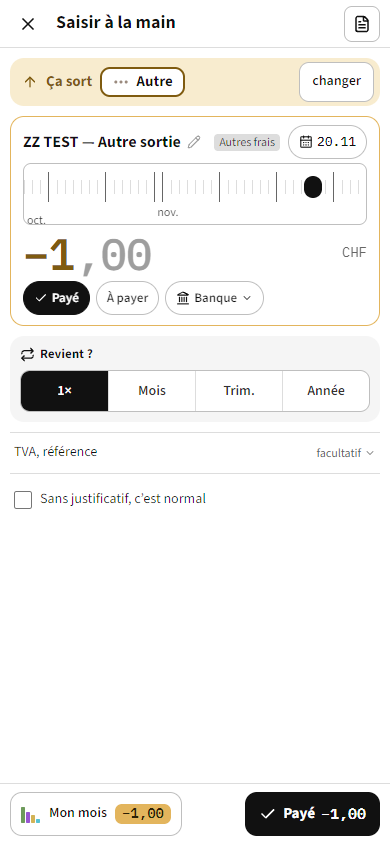 Saisir à la main
Ça sort
Autre
changer
ZZ TEST — Autre sortie
Autres frais
20.11
oct.
nov.
−1,00
CHF
Payé
À payer
Banque
Revient ?
1×
Mois
Trim.
Année
TVA, référence
facultatif
Sans justificatif, c'est normal
Mon mois
−1,00
Payé −1,00